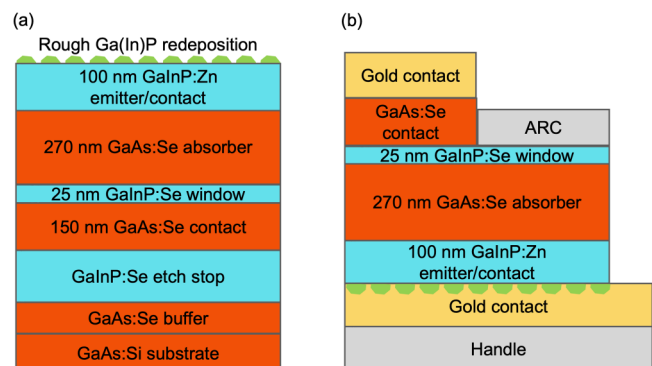 (a)
Rough Ga(In)P redeposition
100 nm GaInP:Zn
emitter/contact
270 nm GaAs:Se absorber
25 nm GaInP:Se window
150 nm GaAs:Se contact
GaInP:Se etch stop
GaAs:Se buffer
GaAs:Si substrate
(b)
Gold contact
GaAs:Se
contact
ARC
25 nm GaInP:Se window
270 nm GaAs:Se absorber
100 nm GaInP:Zn
emitter/contact
Gold contact
Handle